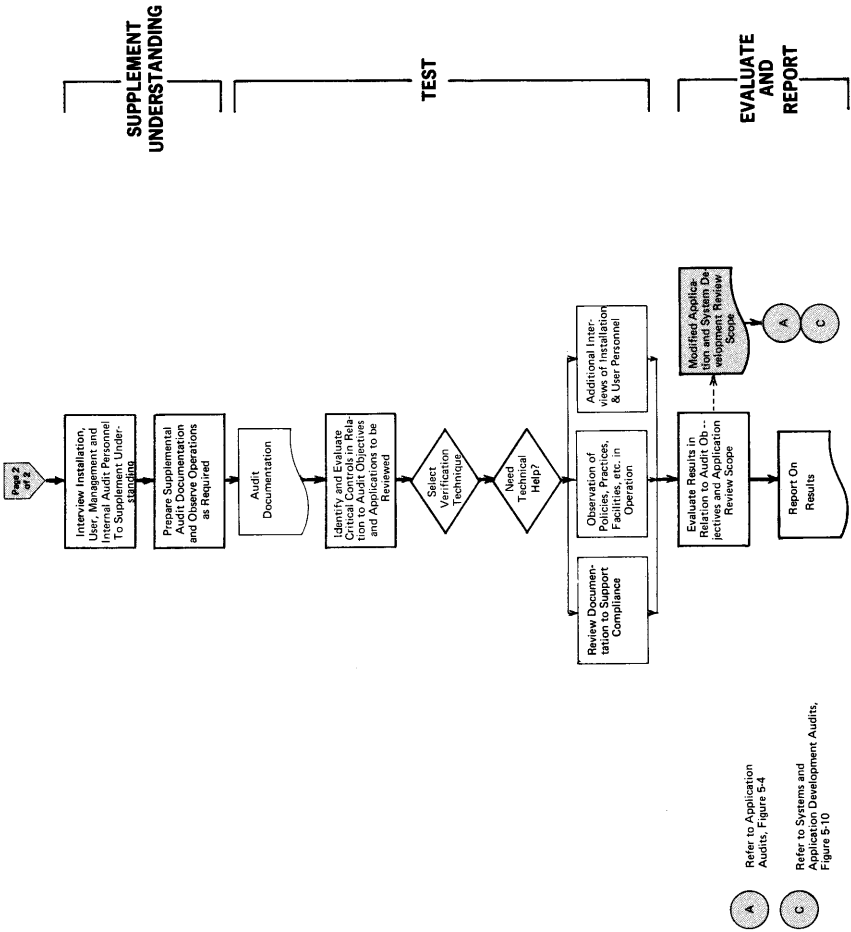 Page 2
of 2
SUPPLEMENT
UNDERSTANDING
Interview Installation,
User, Management and
Internal Audit Personnel
To Supplement Under-
standing
Prepare Supplemental
Audit Documentation
and Observe Operations
as Required
Audit
Documentation
TEST
Identify and Evaluate
Critical Controls in Rela-
tion to Audit Objectives
and Applications to be
Reviewed
Select
Verification
Technique
Need
Technical
Help?
Review Documen-
tation to Support
Compliance
Observation of
Policies, Practices,
Facilities, etc. in
Operation
Additional Inter-
views of Installation
& User Personnel
EVALUATE
AND
REPORT
Evaluate Results in
Relation to Audit Ob--
jectives and Application
Review Scope
Modified Applica-
tion and System De-
velopment Review
Scope
A
C
Report On
Results
A
Refer to Application
Audits, Figure 5-4
C
Refer to Systems and
Application Development Audits,
Figure 5-10